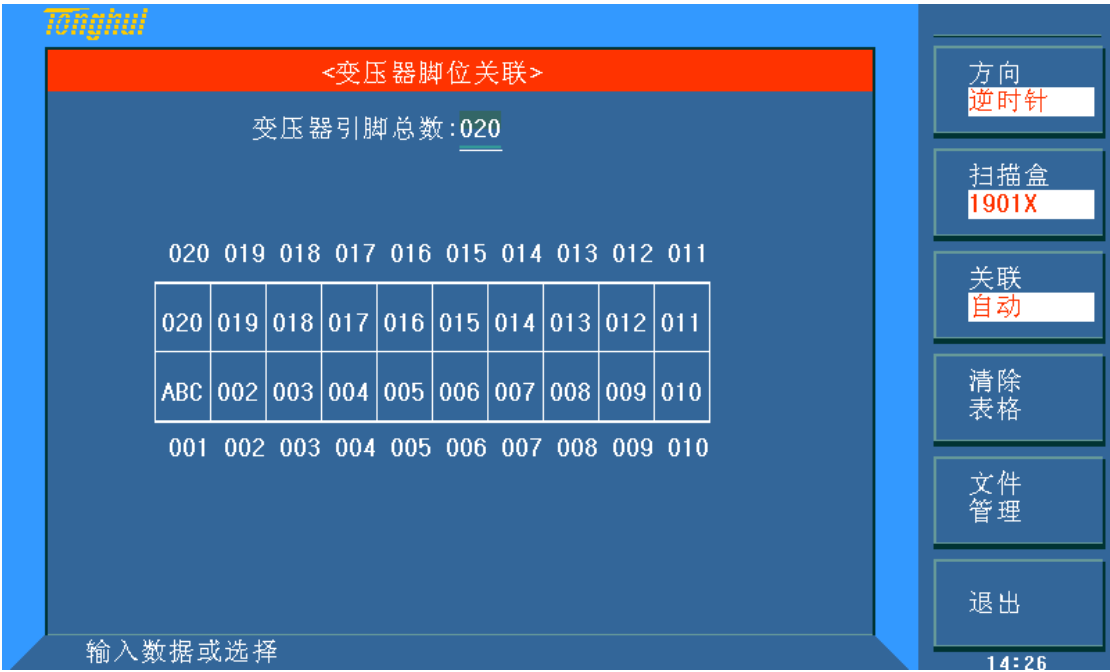 Tonghui
<变压器脚位关联>
变压器引脚总数:020
020 019 018 017 016 015 014 013 012 011
020 019 018 017 016 015 014 013 012 011
ABC 002 003 004 005 006 007 008 009 010
001 002 003 004 005 006 007 008 009 010
输入数据或选择
方向
逆时针
扫描盒
1901X
关联
自动
清除
表格
文件
管理
退出
14:26